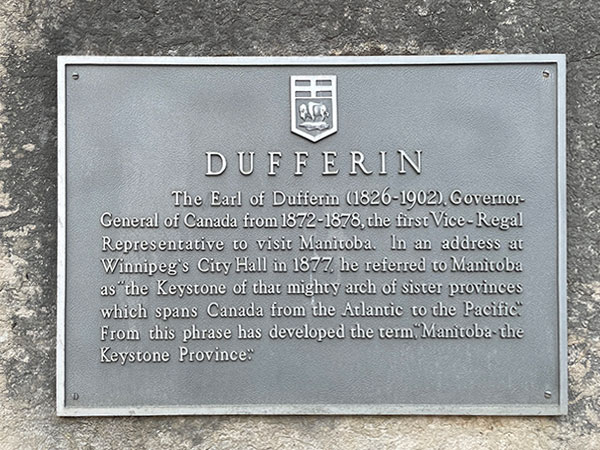 DUFFERIN
The Earl of Dufferin (1826-1902), Governor-
General of Canada from 1872-1878, the first Vice-Regal
Representative to visit Manitoba. In an address at
Winnipeg's City Hall in 1877, he referred to Manitoba
as "the Keystone of that mighty arch of sister provinces
which spans Canada from the Atlantic to the Pacific."
From this phrase has developed the term, "Manitoba-the
Keystone Province."
D